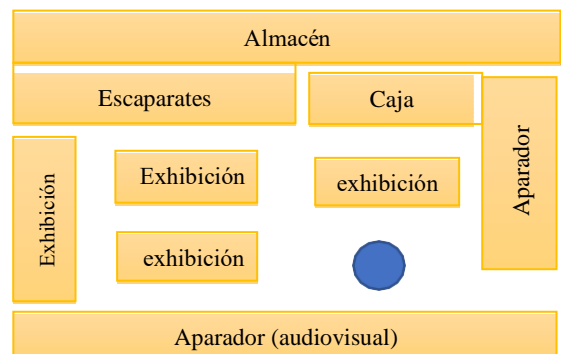 Almacén
Escaparates
Caja
Aparador
Exhibición
Exhibición
exhibición
exhibición
Aparador (audiovisual)